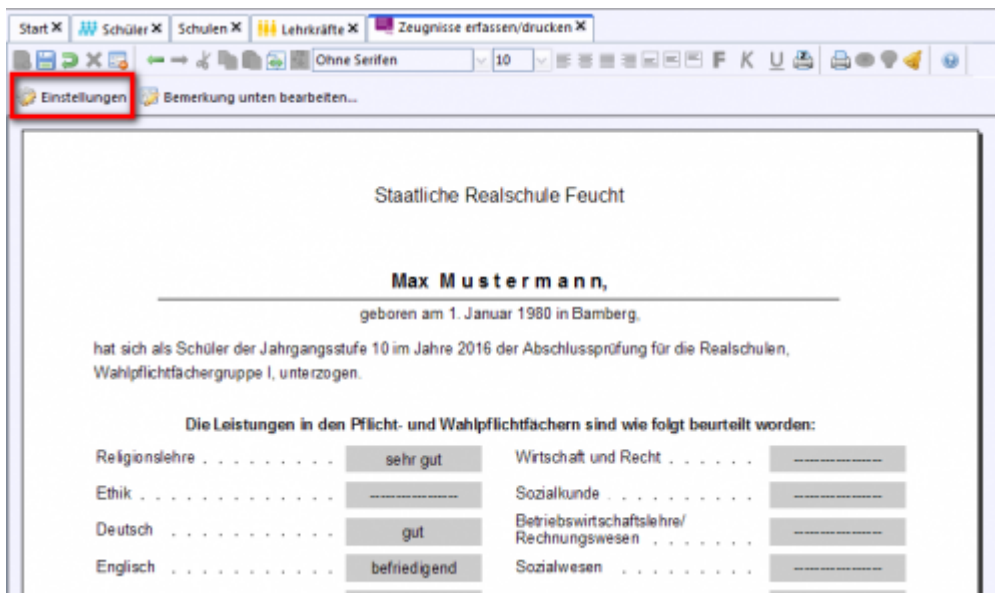 Start Schüler Schulen Lehrkräfte Zeugnisse erfassen/drucken
Ohne Serifen 10 F K U
Einstellungen Bemerkung unten bearbeiten...
Staatliche Realschule Feucht
Max Mustermann,
geboren am 1. Januar 1980 in Bamberg,
hat sich als Schüler der Jahrgangsstufe 10 im Jahre 2016 der Abschlussprüfung für die Realschulen,
Wahlpflichtfächergruppe I, unterzogen.
Die Leistungen in den Pflicht- und Wahlpflichtfächern sind wie folgt beurteilt worden:
Religionslehre . . . . . . . . . sehr gut Wirtschaft und Recht . . . . . . ------------------
Ethik . . . . . . . . . . . . . ------------------ Sozialkunde . . . . . . . . . . ------------------
Deutsch . . . . . . . . . . . gut Betriebswirtschaftslehre/
Rechnungswesen . . . . . . . ------------------
Englisch . . . . . . . . . . . befriedigend Sozialwesen . . . . . . . . . ------------------